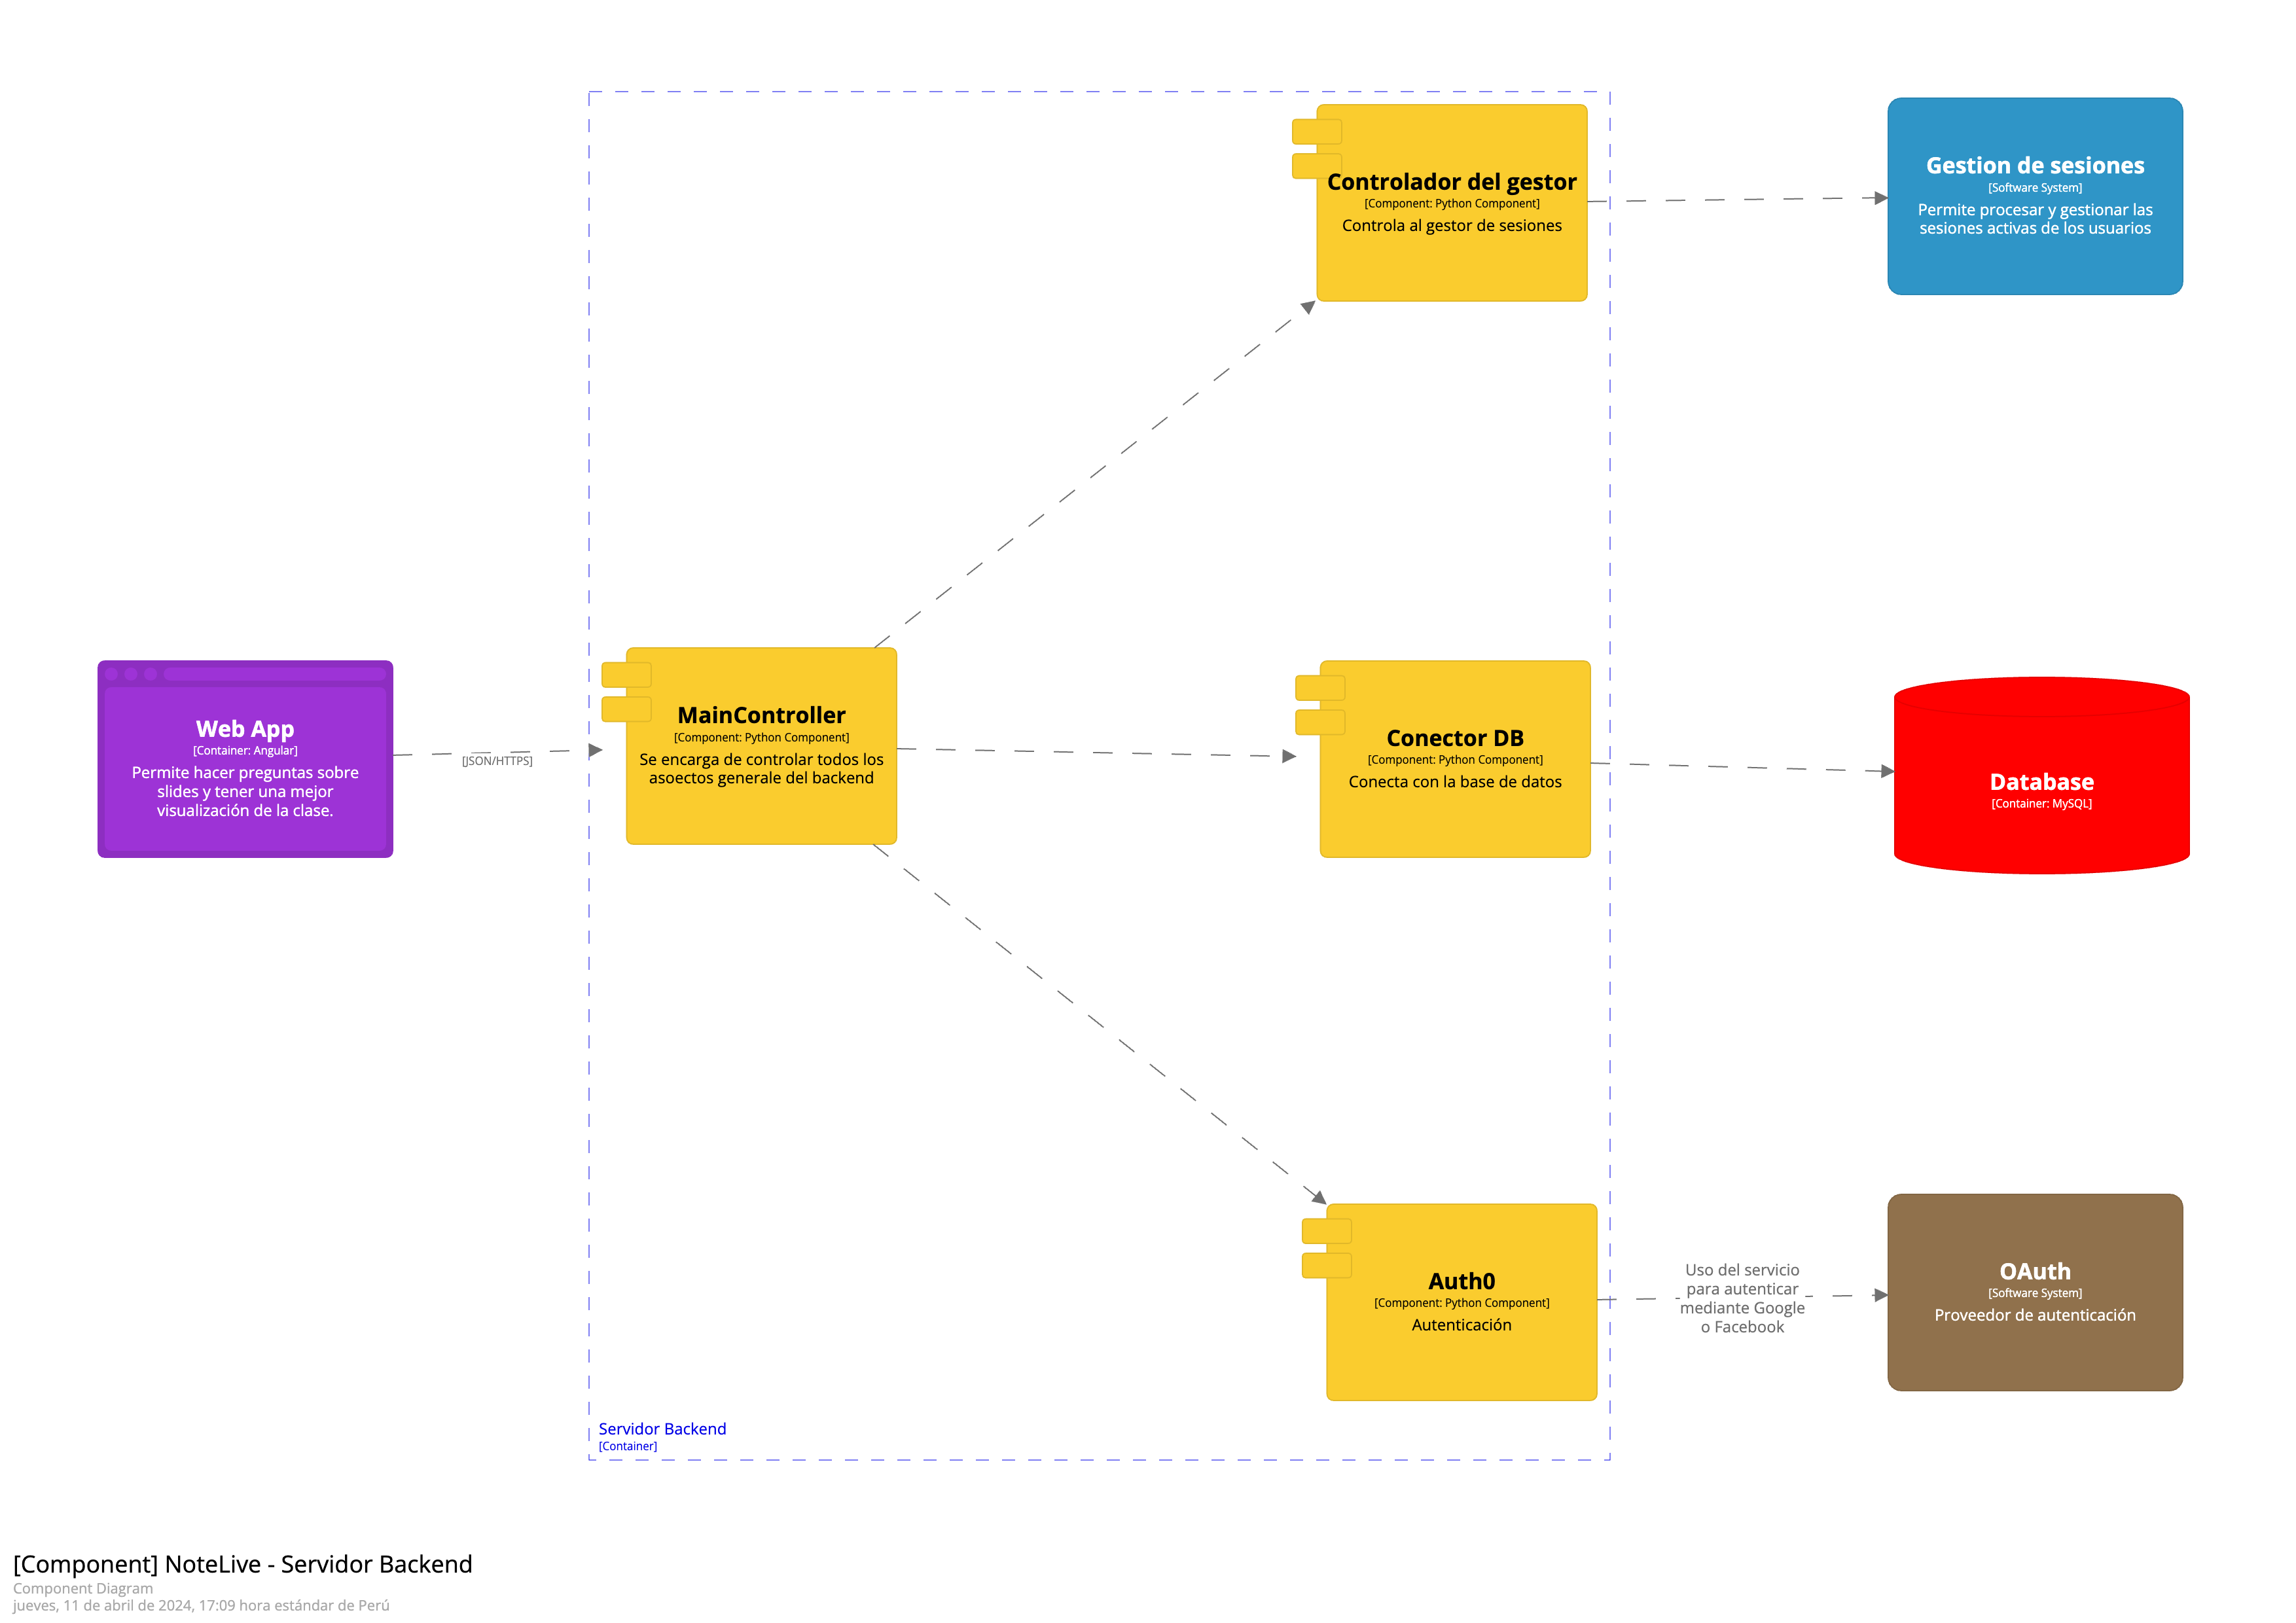 Controlador del gestor
[Component: Python Component]
Controla al gestor de sesiones
Gestion de sesiones
[Software System]
Permite procesar y gestionar las
sesiones activas de los usuarios
Web App
[Container: Angular]
Permite hacer preguntas sobre
slides y tener una mejor
visualización de la clase.
[JSON/HTTPS]
MainController
[Component: Python Component]
Se encarga de controlar todos los
asoectos generale del backend
Conector DB
[Component: Python Component]
Conecta con la base de datos
Database
[Container: MySQL]
Auth0
[Component: Python Component]
Autenticación
Uso del servicio
para autenticar
mediante Google
o Facebook
OAuth
[Software System]
Proveedor de autenticación
Servidor Backend
[Container]
[Component] NoteLive - Servidor Backend
Component Diagram
jueves, 11 de abril de 2024, 17:09 hora estándar de Perú